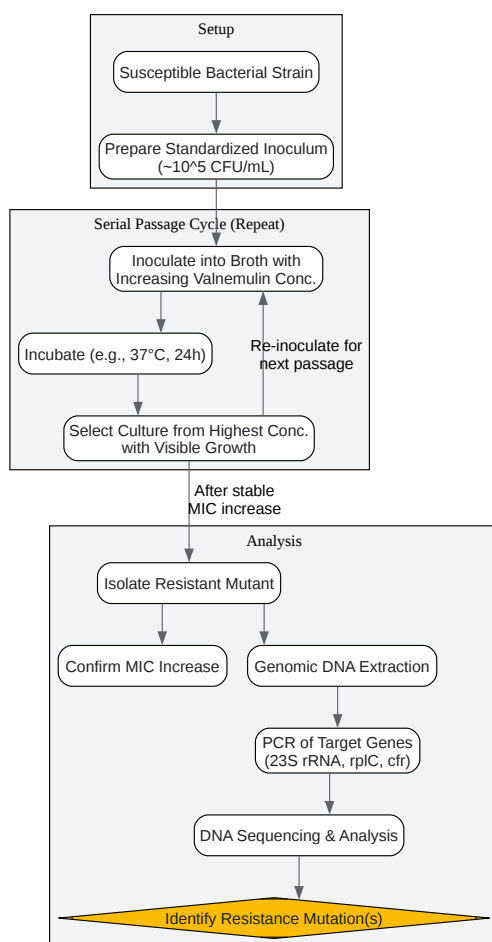 Setup
Susceptible Bacterial Strain
Prepare Standardized Inoculum
(~10^5 CFU/mL)
Serial Passage Cycle (Repeat)
Inoculate into Broth with
Increasing Valnemulin Conc.
Incubate (e.g., 37°C, 24h)
Re-inoculate for
next passage
Select Culture from Highest Conc.
with Visible Growth
After stable
MIC increase
Analysis
Isolate Resistant Mutant
Confirm MIC Increase
Genomic DNA Extraction
PCR of Target Genes
(23S rRNA, rplC, cfr)
DNA Sequencing & Analysis
Identify Resistance Mutation(s)